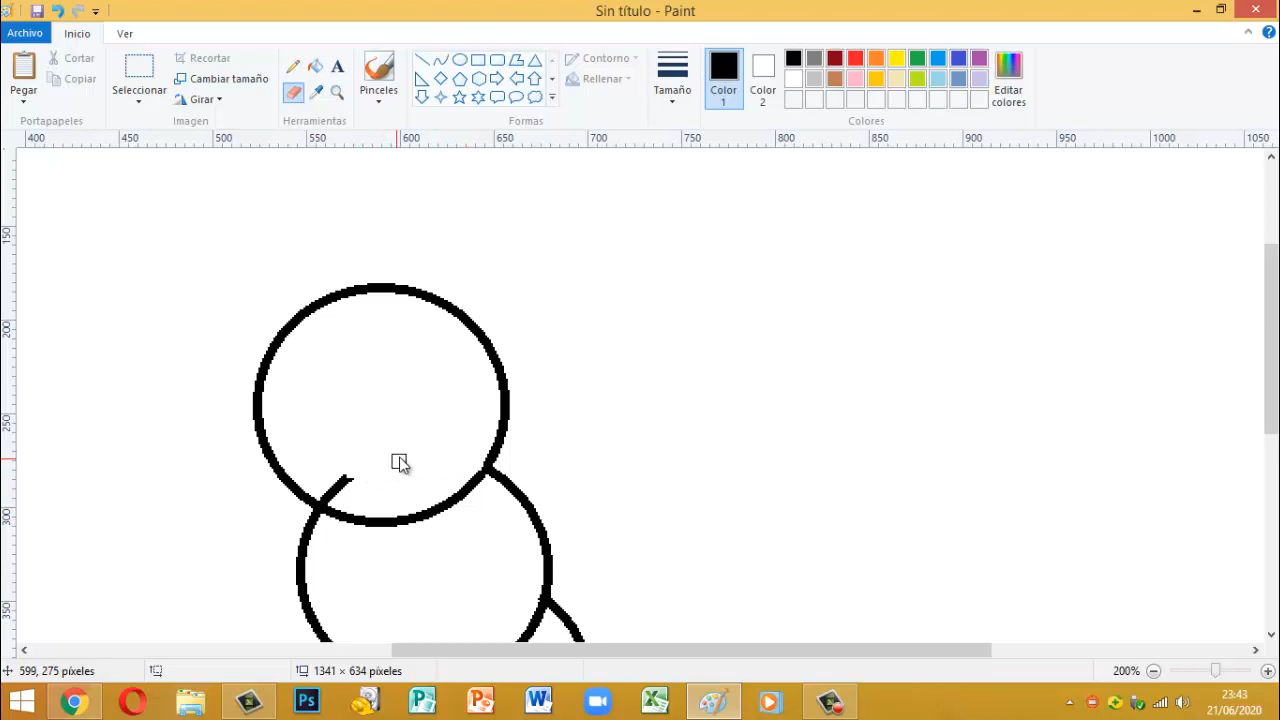 Sin título - Paint
Archivo Inicio Ver
Pegar
Cortar
Copiar
Portapapeles
Seleccionar
Recortar
Cambiar tamaño
Girar
Imagen
A
Herramientas
Pinceles
Contorno
Rellenar
Formas
Tamaño
Color
1
Color
2
Editar
colores
Colores
400 450 500 550 600 650 700 750 800 850 900 950 1000 1050
150
200
250
300
350
599, 275 píxeles 1341 × 634 píxeles 200%
Ps P P W X
23:43
21/06/2020